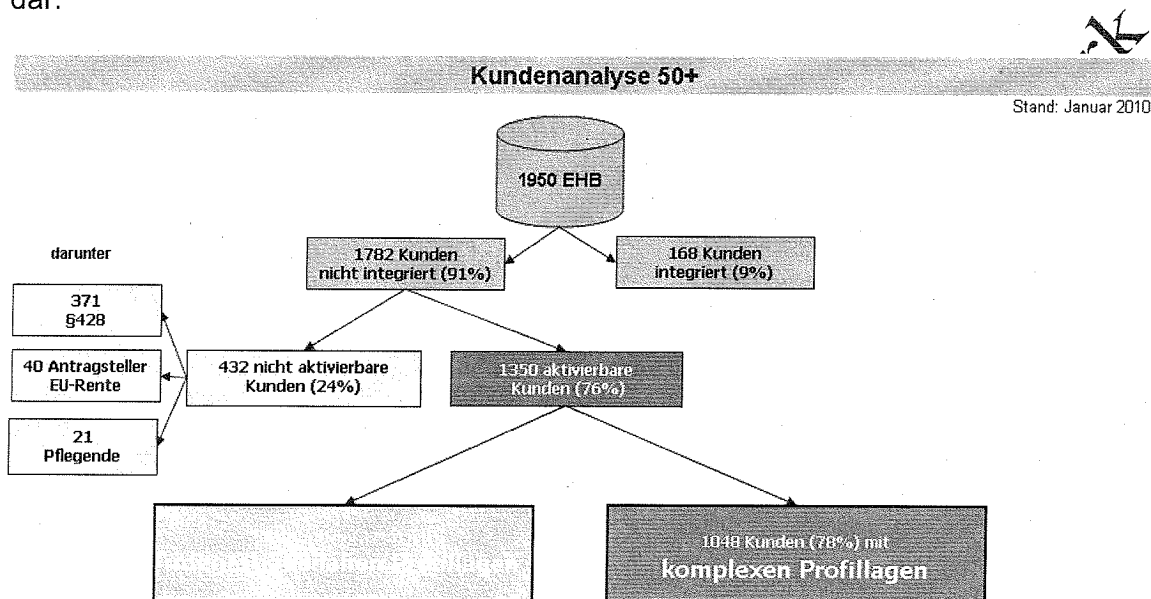 dar.
Kundenanalyse 50+
Stand: Januar 2010
1950 EHB
1782 Kunden
nicht integriert (91%)
168 Kunden
integriert (9%)
darunter
371
§428
40 Antragsteller
EU-Rente
21
Pflegende
432 nicht aktivierbare
Kunden (24%)
1350 aktivierbare
Kunden (76%)
1048 Kunden (78%) mit
komplexen Profillagen